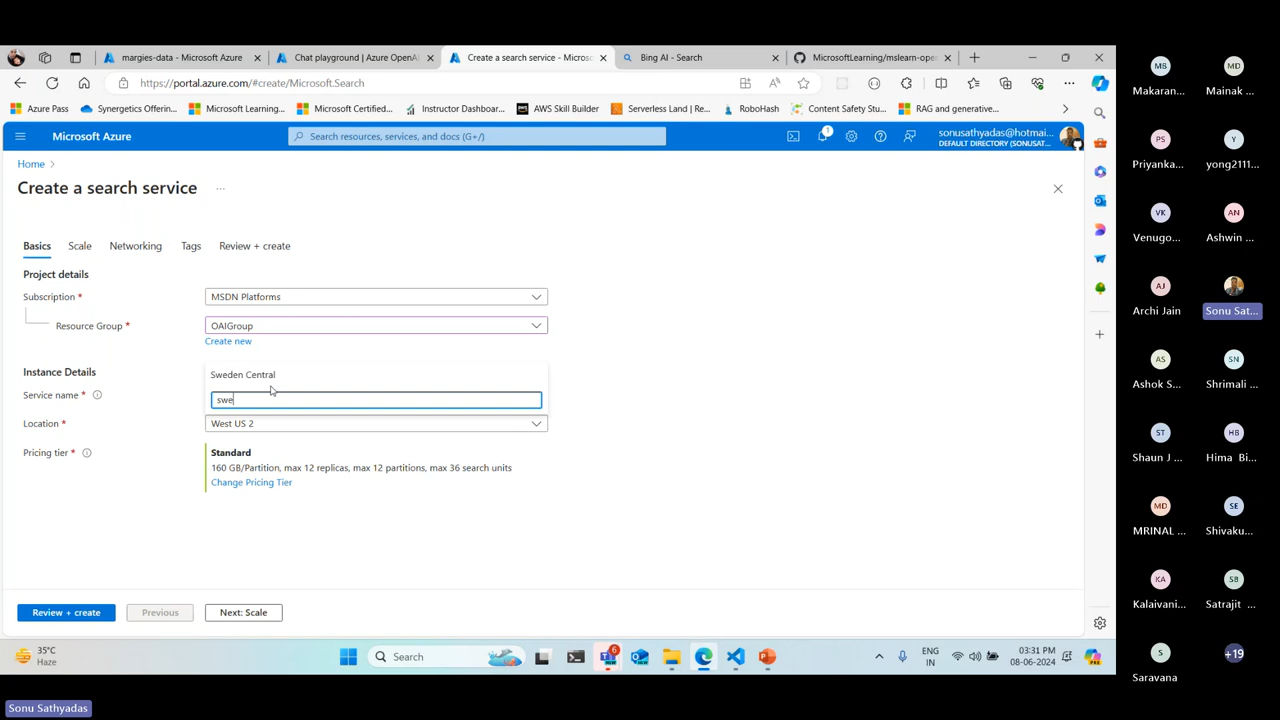 margies-data - Microsoft Azure
Chat playground | Azure OpenAI
Create a search service - Micros
Bing AI - Search
MicrosoftLearning/mslearn-ope
https://portal.azure.com/#create/Microsoft.Search
Azure Pass
Synergetics Offerin...
Microsoft Learning...
Microsoft Certified...
Instructor Dashboar...
AWS Skill Builder
Serverless Land | Re...
RoboHash
Content Safety Stu...
RAG and generative...
Microsoft Azure
Search resources, services, and docs (G+/)
1
sonusathyadas@hotmai...
DEFAULT DIRECTORY (SONUSAT...
Home >
Create a search service ...
Basics
Scale
Networking
Tags
Review + create
Project details
Subscription *
MSDN Platforms
Resource Group *
OAIGroup
Create new
Instance Details
Sweden Central
Service name *
swe
Location *
West US 2
Pricing tier *
Standard
160 GB/Partition, max 12 replicas, max 12 partitions, max 36 search units
Change Pricing Tier
Review + create
Previous
Next: Scale
35°C
Haze
Search
6
ENG
IN
03:31 PM
08-06-2024
MB
Makaran...
MD
Mainak ...
PS
Priyanka...
Y
yong2111...
VK
Venugo...
AN
Ashwin ...
AJ
Archi Jain
Sonu Sat...
AS
Ashok S...
SN
Shrimali ...
ST
Shaun J ...
HB
Hima Bi...
MD
MRINAL ...
SE
Shivaku...
KA
Kalaivani...
SB
Satrajit ...
S
Saravana
+19
Sonu Sathyadas